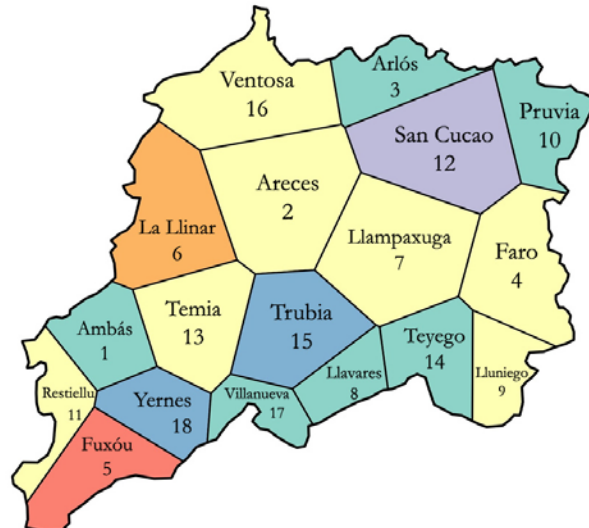 Arlós
3
Ventosa
16
Pruvia
10
San Cucao
12
Areces
2
La Llinar
6
Llampaxuga
7
Faro
4
Temia
13
Trubia
15
Ambás
1
Teyego
14
Lluniego
9
Restiellu
11
Yernes
18
Villanueva
17
Llavares
8
Fuxóu
5